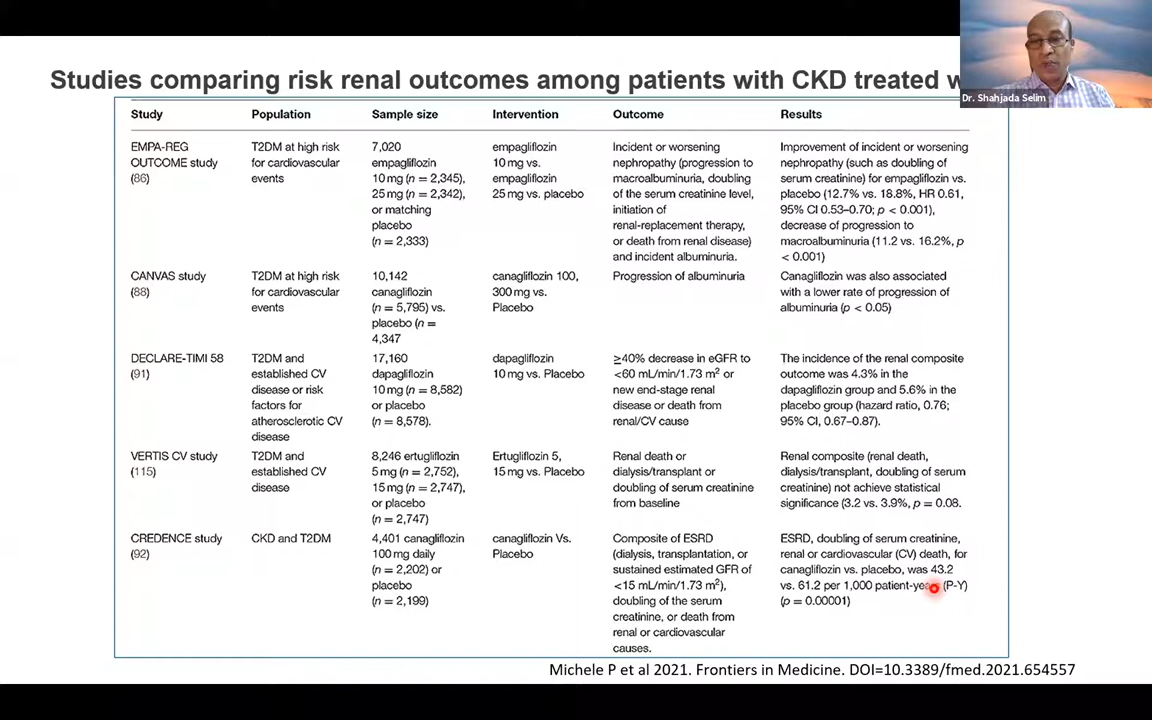 Studies comparing risk renal outcomes among patients with CKD treated
Dr. Shahjada Selim
Study Population Sample size Intervention Outcome Results
EMPA-REG
OUTCOME study
(86)
T2DM at high risk
for cardiovascular
events
7,020
empagliflozin
10 mg (n = 2,345),
25 mg (n = 2,342),
or matching
placebo
(n = 2,333)
empagliflozin
10 mg vs.
empagliflozin
25 mg vs. placebo
Incident or worsening
nephropathy (progression to
macroalbuminuria, doubling
of the serum creatinine level,
initiation of
renal-replacement therapy,
or death from renal disease)
and incident albuminuria.
Improvement of incident or worsening
nephropathy (such as doubling of
serum creatinine) for empagliflozin vs.
placebo (12.7% vs. 18.8%, HR 0.61,
95% CI 0.53–0.70; p < 0.001),
decrease of progression to
macroalbuminuria (11.2 vs. 16.2%, p
< 0.001)
CANVAS study
(88)
T2DM at high risk
for cardiovascular
events
10,142
canagliflozin
(n = 5,795) vs.
placebo (n =
4,347
canagliflozin 100,
300 mg vs.
Placebo
Progression of albuminuria
Canagliflozin was also associated
with a lower rate of progression of
albuminuria (p < 0.05)
DECLARE-TIMI 58
(91)
T2DM and
established CV
disease or risk
factors for
atherosclerotic CV
disease
17,160
dapagliflozin
10 mg (n = 8,582)
or placebo
(n = 8,578).
dapagliflozin
10 mg vs. Placebo
≥40% decrease in eGFR to
<60 mL/min/1.73 m² or
new end-stage renal
disease or death from
renal/CV cause
The incidence of the renal composite
outcome was 4.3% in the
dapagliflozin group and 5.6% in the
placebo group (hazard ratio, 0.76;
95% CI, 0.67–0.87).
VERTIS CV study
(115)
T2DM and
established CV
disease
8,246 ertugliflozin
5 mg (n = 2,752),
15 mg (n = 2,747),
or placebo
(n = 2,747)
Ertugliflozin 5,
15 mg vs. Placebo
Renal death or
dialysis/transplant or
doubling of serum creatinine
from baseline
Renal composite (renal death,
dialysis/transplant, doubling of serum
creatinine) not achieve statistical
significance (3.2 vs. 3.9%, p = 0.08.
CREDENCE study
(92)
CKD and T2DM
4,401 canagliflozin
100 mg daily
(n = 2,202) or
placebo
(n = 2,199)
canagliflozin Vs.
Placebo
Composite of ESRD
(dialysis, transplantation, or
sustained estimated GFR of
<15 mL/min/1.73 m²),
doubling of the serum
creatinine, or death from
renal or cardiovascular
causes.
ESRD, doubling of serum creatinine,
renal or cardiovascular (CV) death, for
canagliflozin vs. placebo, was 43.2
vs. 61.2 per 1,000 (P-Y)
(p = 0.00001)
Michele P et al 2021. Frontiers in Medicine. DOI=10.3389/fmed.2021.654557